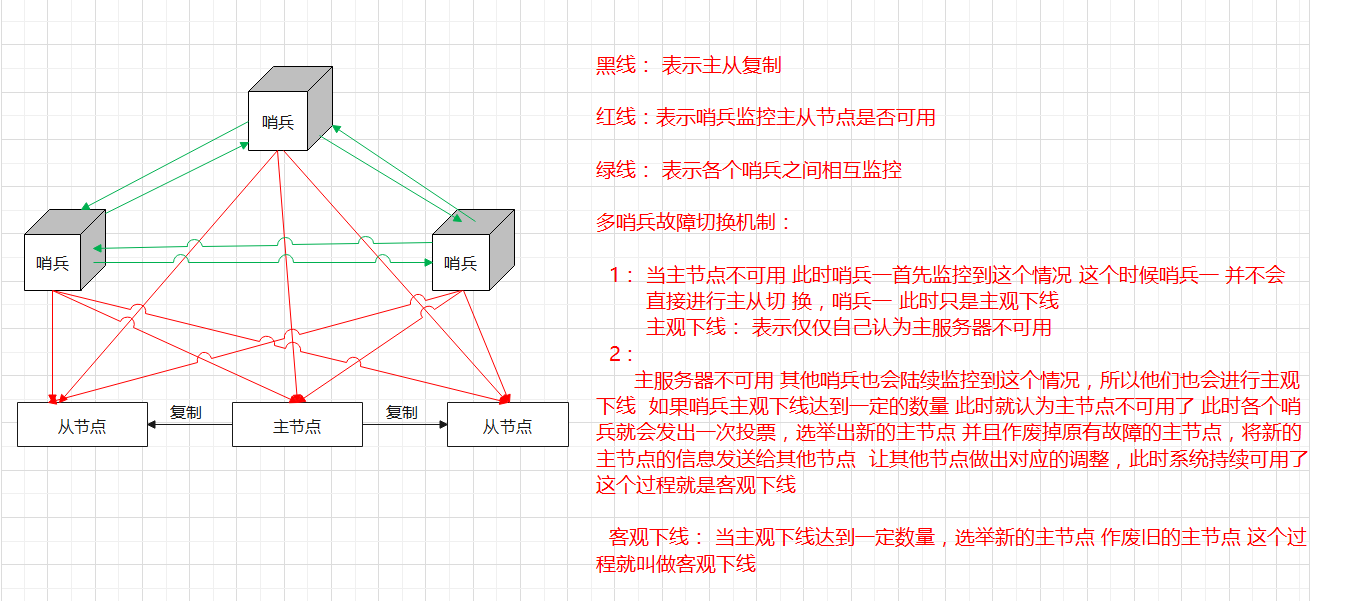 哨兵
哨兵
哨兵
从节点
复制
主节点
复制
从节点
黑线： 表示主从复制
红线：表示哨兵监控主从节点是否可用
绿线： 表示各个哨兵之间相互监控
多哨兵故障切换机制：
1： 当主节点不可用 此时哨兵一首先监控到这个情况 这个时候哨兵一 并不会
直接进行主从切 换，哨兵一 此时只是主观下线
主观下线： 表示仅仅自己认为主服务器不可用
2：
主服务器不可用 其他哨兵也会陆续监控到这个情况，所以他们也会进行主观
下线 如果哨兵主观下线达到一定的数量 此时就认为主节点不可用了 此时各个哨
兵就会发出一次投票，选举出新的主节点 并且作废掉原有故障的主节点，将新的
主节点的信息发送给其他节点 让其他节点做出对应的调整，此时系统持续可用了
这个过程就是客观下线
客观下线： 当主观下线达到一定数量，选举新的主节点 作废旧的主节点 这个过
程就叫做客观下线